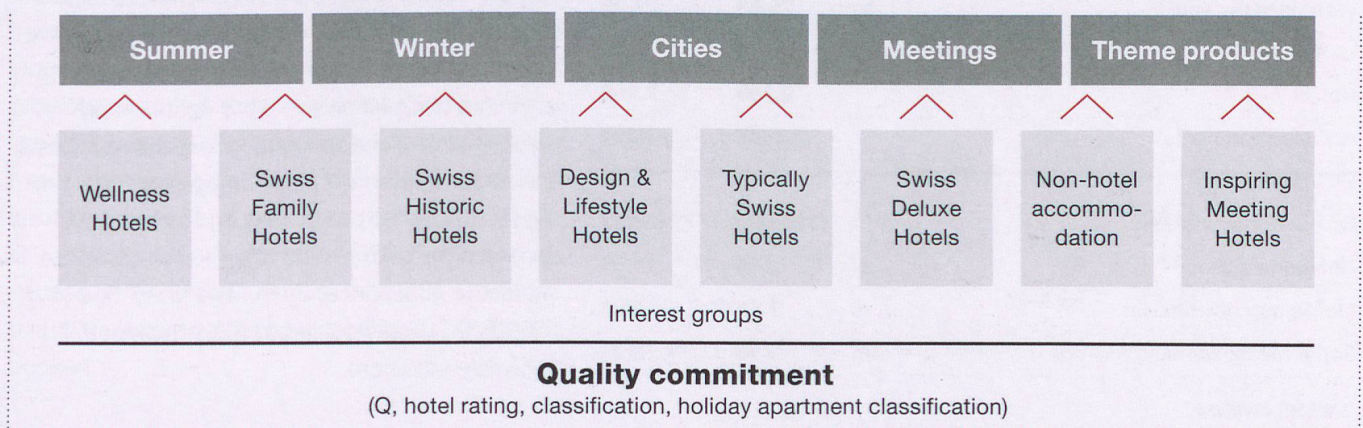 Summer
Winter
Cities
Meetings
Theme products
Wellness
Hotels
Swiss
Family
Hotels
Swiss
Historic
Hotels
Design &
Lifestyle
Hotels
Typically
Swiss
Hotels
Swiss
Deluxe
Hotels
Non-hotel
accommo-
dation
Inspiring
Meeting
Hotels
Interest groups
Quality commitment
(Q, hotel rating, classification, holiday apartment classification)